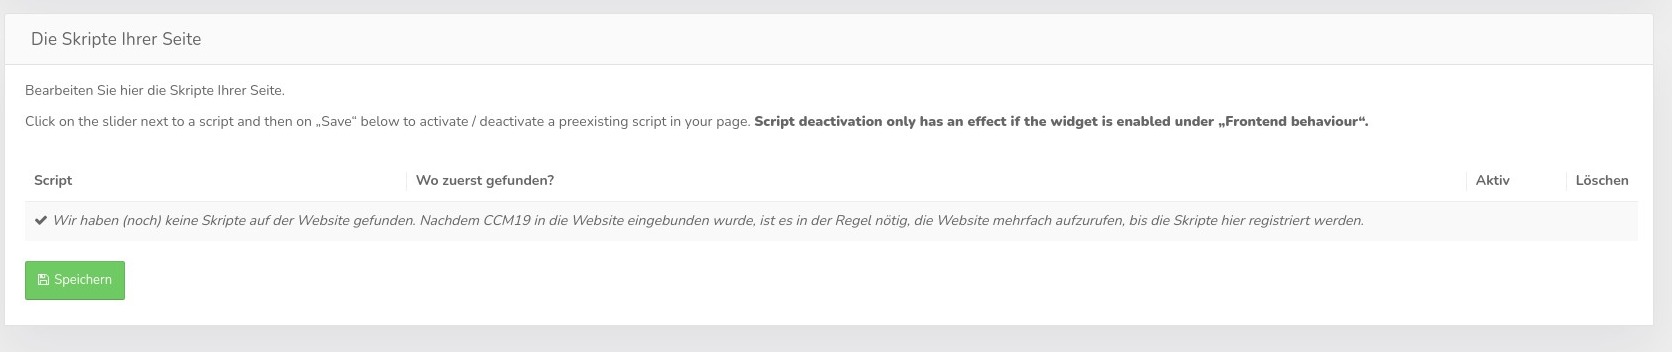 Die Skripte Ihrer Seite
Bearbeiten Sie hier die Skripte Ihrer Seite.
Click on the slider next to a script and then on „Save“ below to activate / deactivate a preexisting script in your page. Script deactivation only has an effect if the widget is enabled under „Frontend behaviour“.
Script Wo zuerst gefunden? Aktiv Löschen
✔ Wir haben (noch) keine Skripte auf der Website gefunden. Nachdem CCM19 in die Website eingebunden wurde, ist es in der Regel nötig, die Website mehrfach aufzurufen, bis die Skripte hier registriert werden.
Speichern